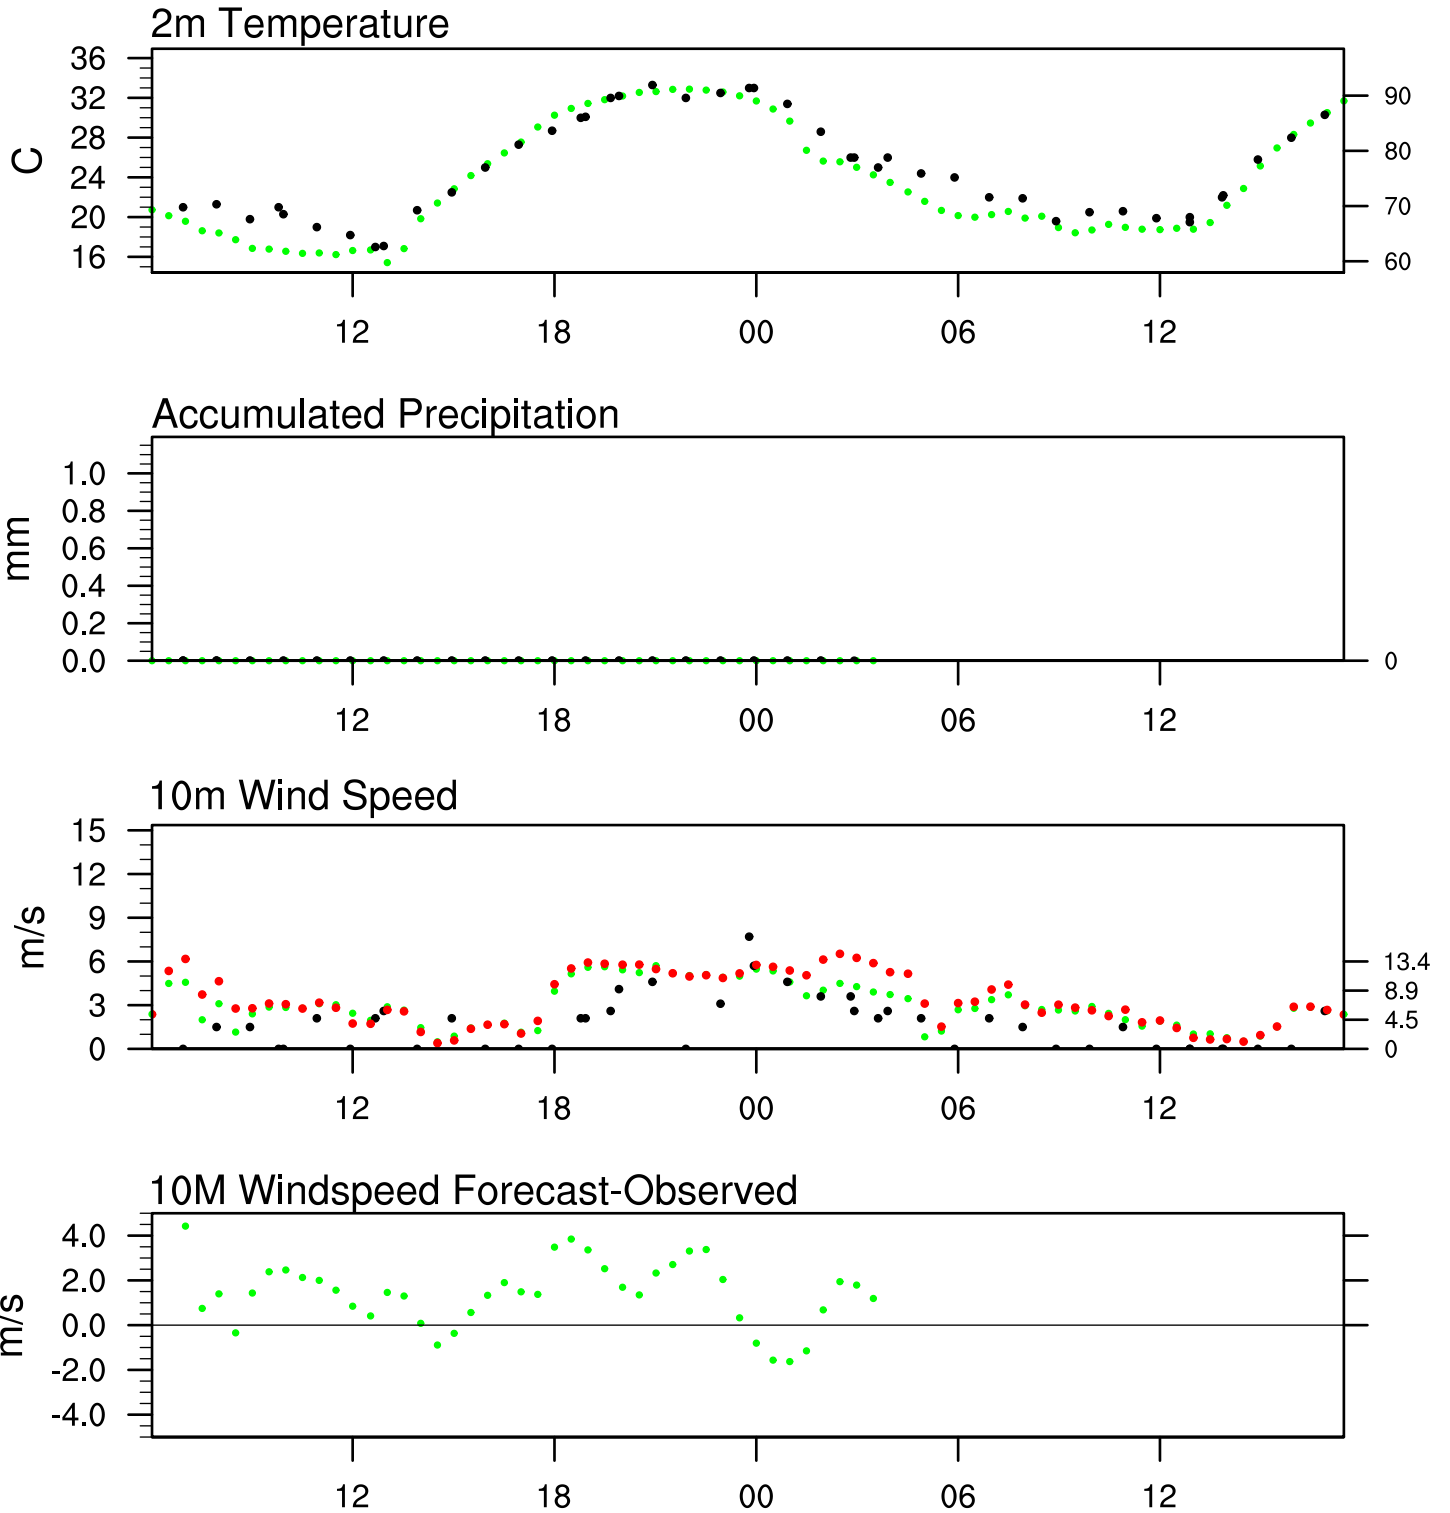 2m Temperature
36
32
28
24
20
16
C
90
80
70
60
12 18 00 06 12
Accumulated Precipitation
1.0
0.8
0.6
0.4
0.2
0.0
mm
0
12 18 00 06 12
10m Wind Speed
15
12
9
6
3
0
m/s
13.4
8.9
4.5
0
12 18 00 06 12
10M Windspeed Forecast-Observed
4.0
2.0
0.0
-2.0
-4.0
m/s
12 18 00 06 12